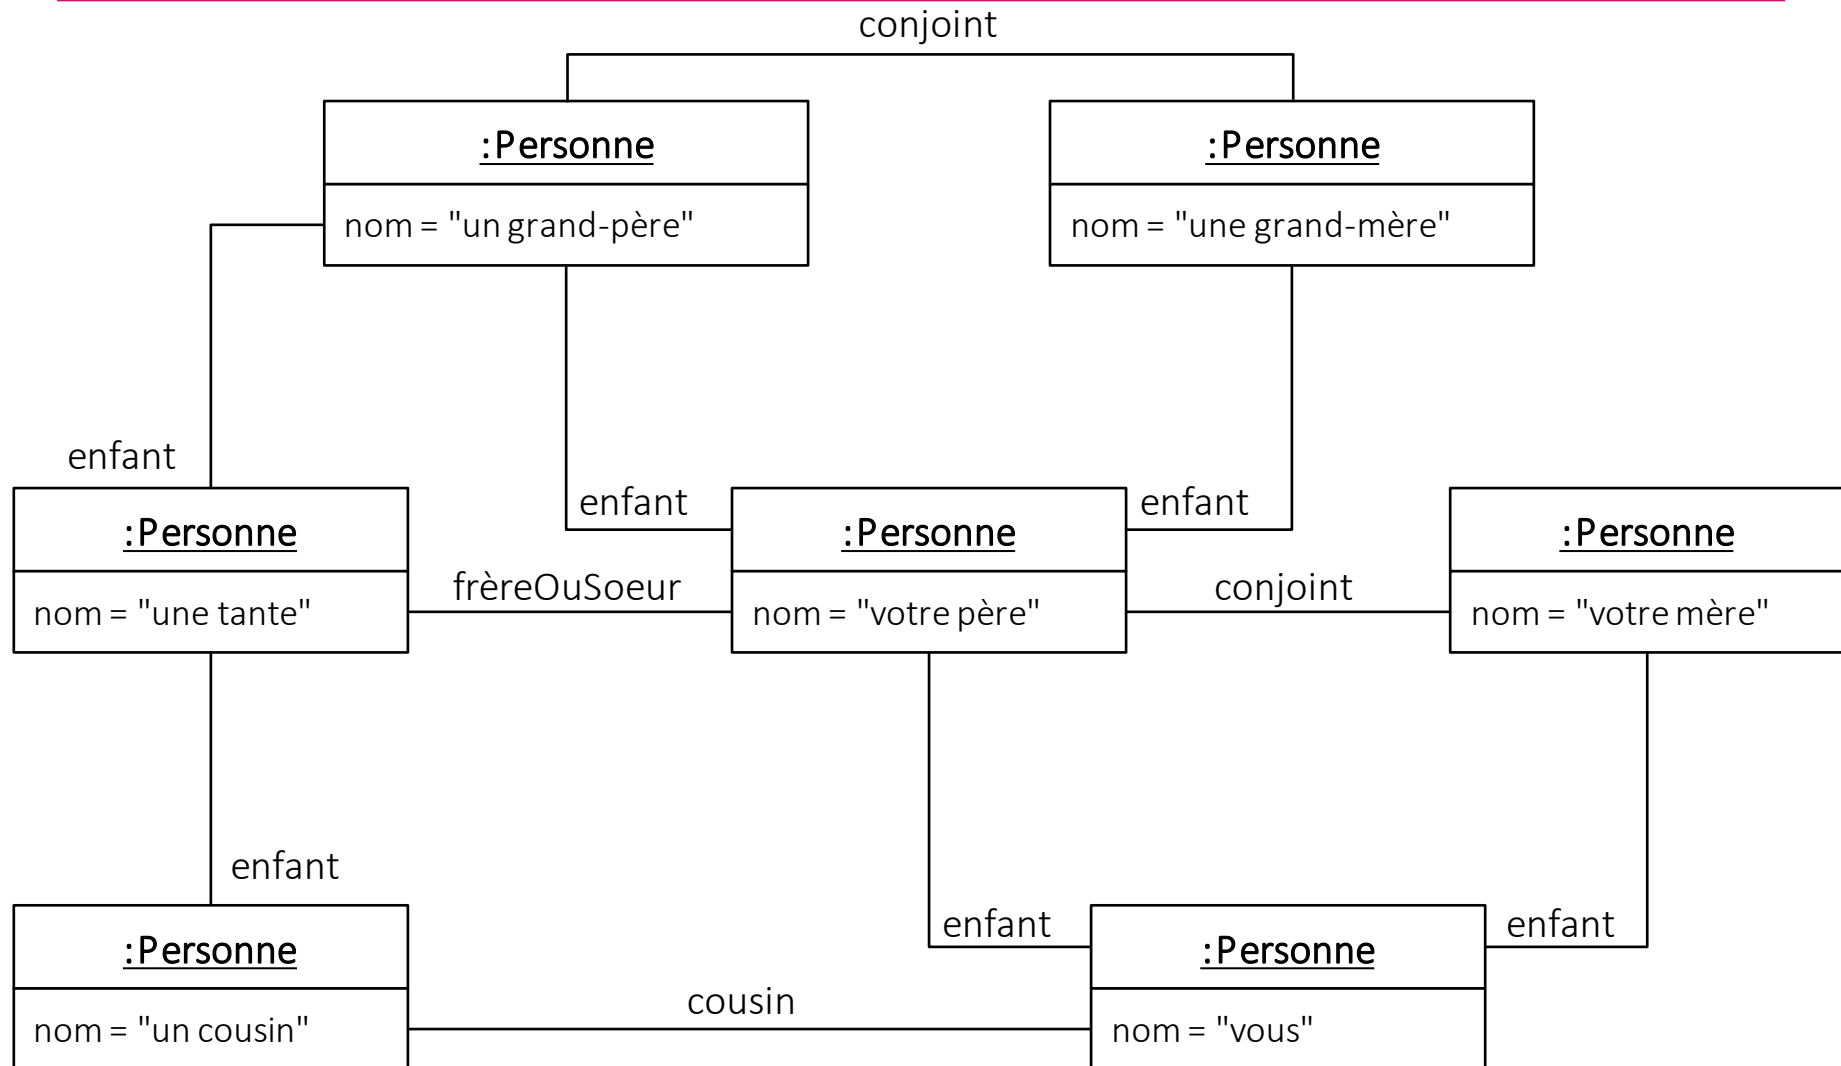 conjoint
:Personne
nom = "un grand-père"
:Personne
nom = "une grand-mère"
enfant
enfant
enfant
:Personne
nom = "une tante"
frèreOuSoeur
:Personne
nom = "votre père"
conjoint
:Personne
nom = "votre mère"
enfant
enfant
enfant
:Personne
nom = "un cousin"
cousin
:Personne
nom = "vous"